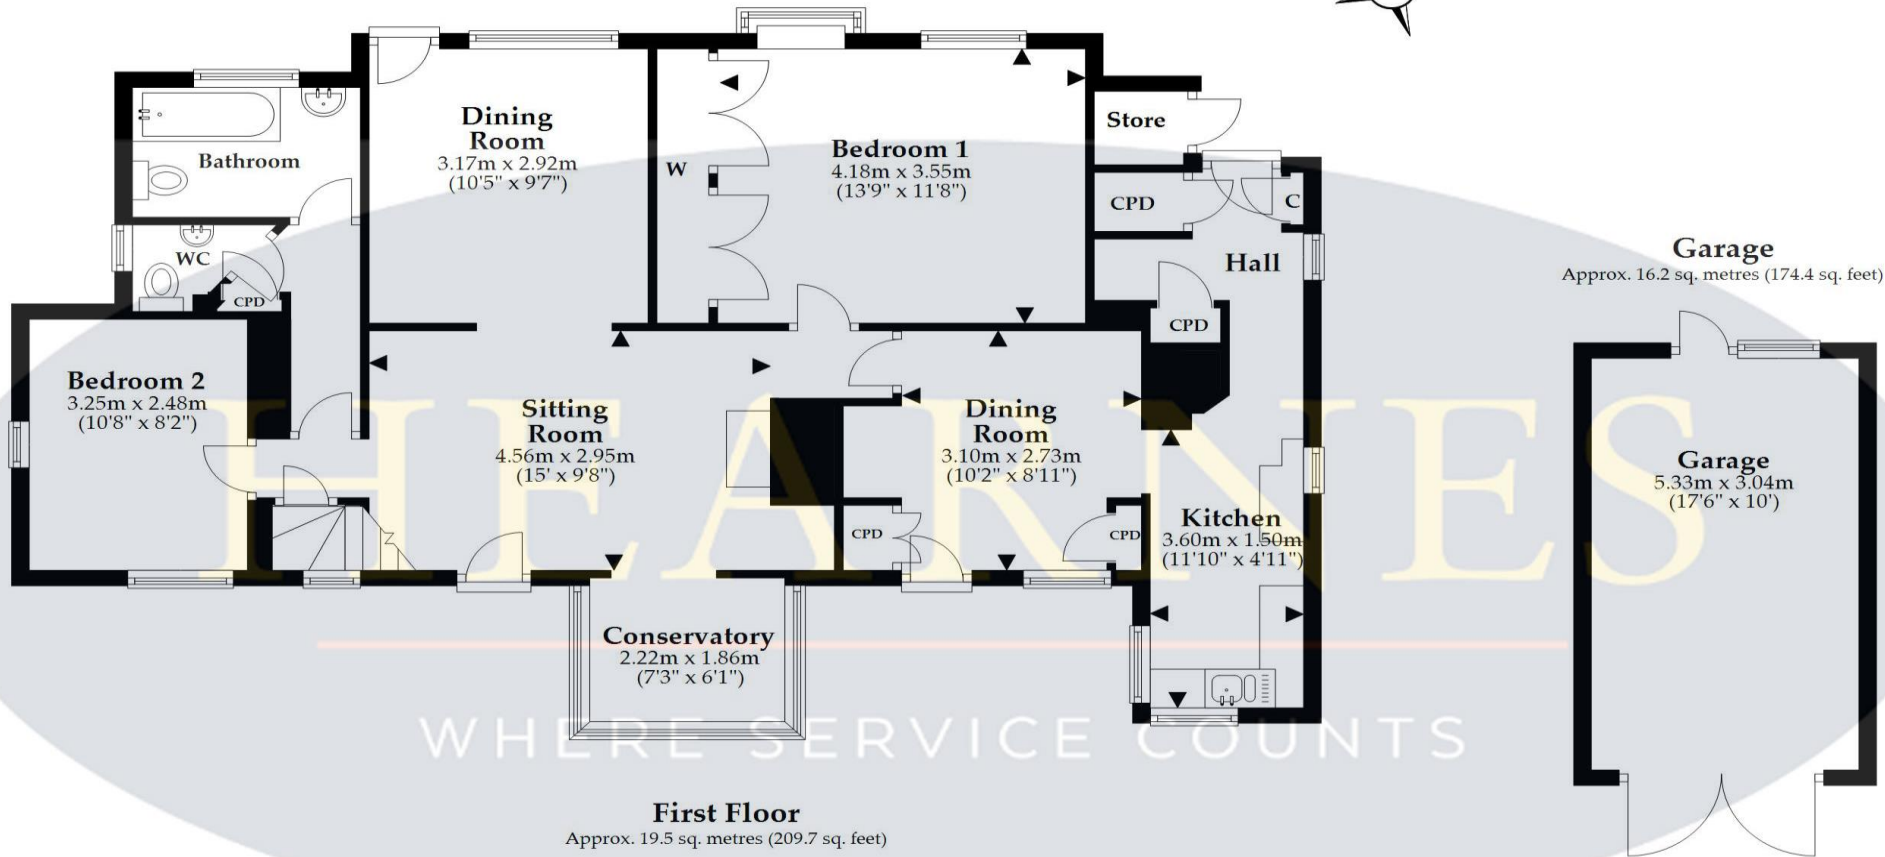 Dining
Room
3.17m x 2.92m
(10'5" x 9'7")
Bedroom 1
4.18m x 3.55m
(13'9" x 11'8")
W
Store
Bathroom
CPD
C
WC
CPD
Hall
CPD
Garage
Approx. 16.2 sq. metres (174.4 sq. feet)
Bedroom 2
3.25m x 2.48m
(10'8" x 8'2")
Sitting
Room
4.56m x 2.95m
(15' x 9'8")
Dining
Room
3.10m x 2.73m
(10'2" x 8'11")
Garage
5.33m x 3.04m
(17'6" x 10')
HEARNES
CPD
CPD
Kitchen
3.60m x 1.50m
(11'10" x 4'11")
Conservatory
2.22m x 1.86m
(7'3" x 6'1")
WHERE SERVICE COUNTS
First Floor
Approx. 19.5 sq. metres (209.7 sq. feet)